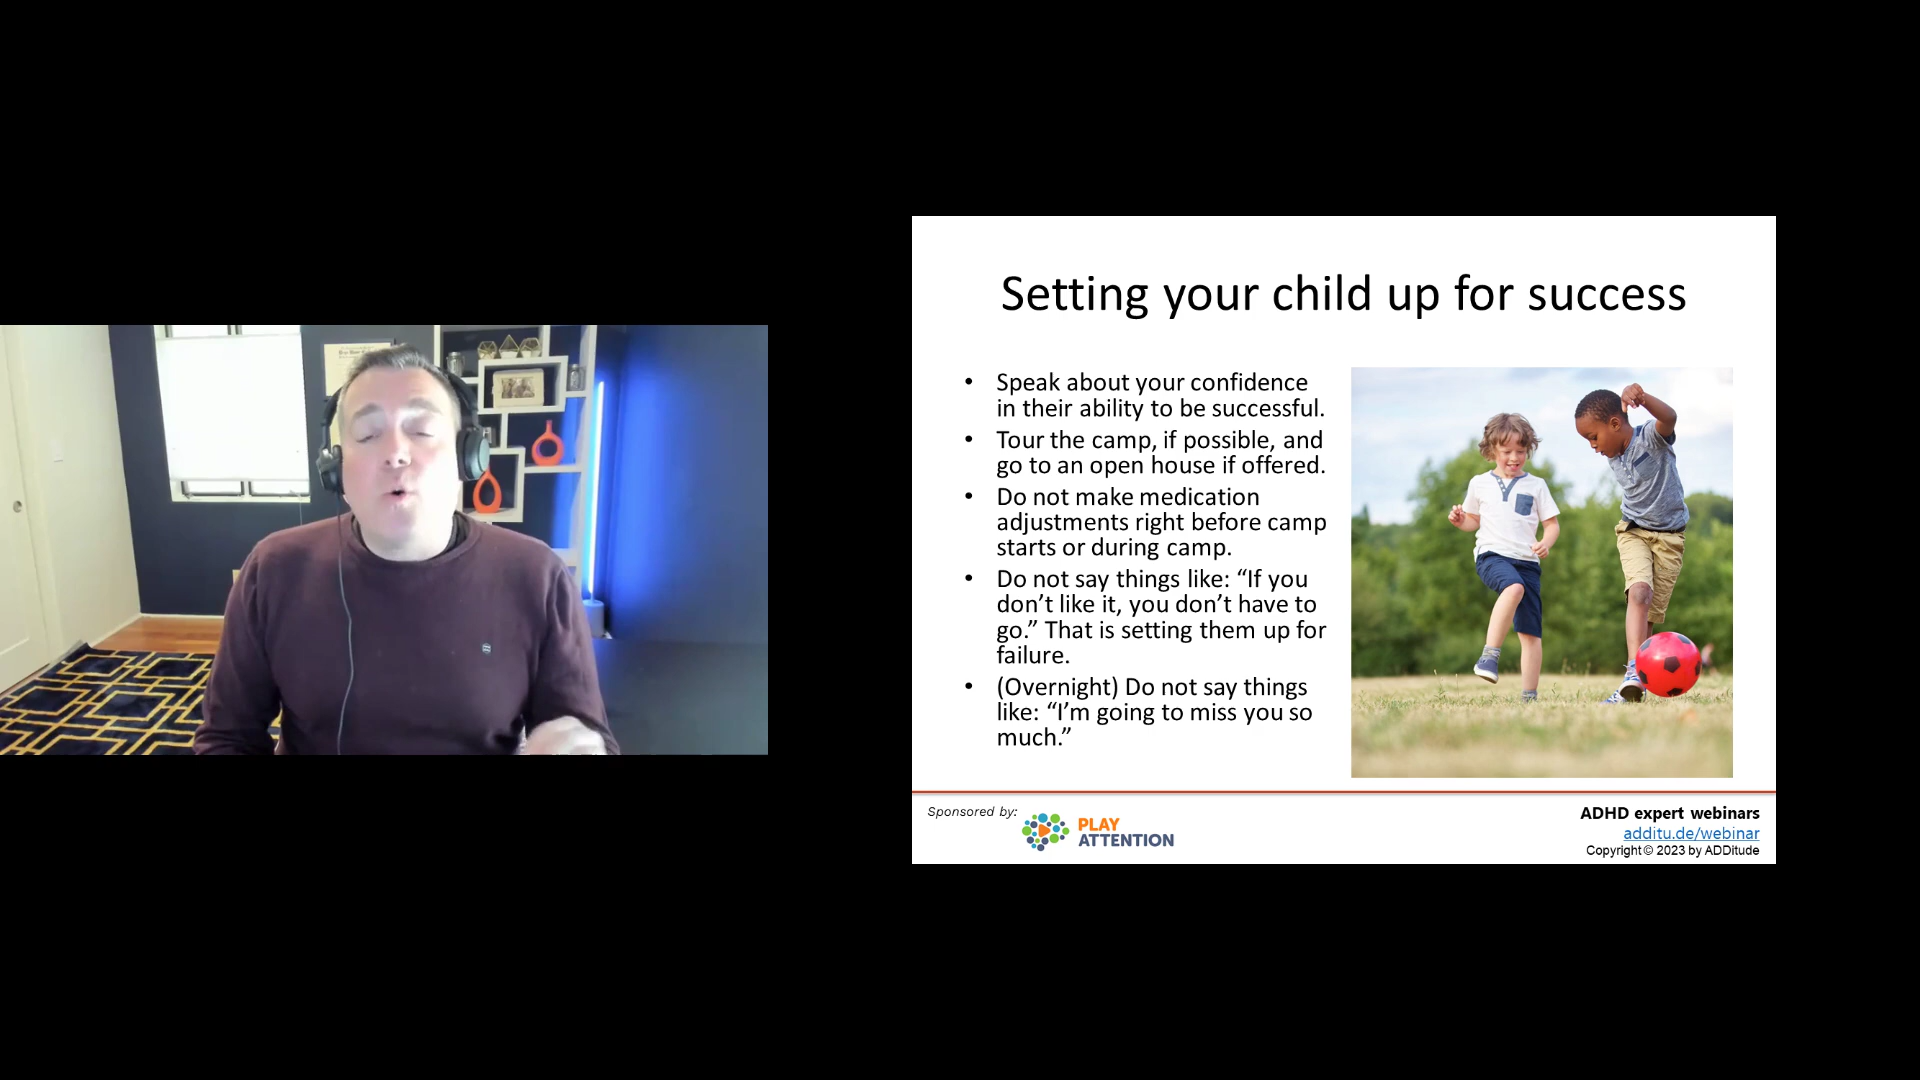 Setting your child up for success
• Speak about your confidence
in their ability to be successful.
• Tour the camp, if possible, and
go to an open house if offered.
• Do not make medication
adjustments right before camp
starts or during camp.
• Do not say things like: “If you
don’t like it, you don’t have to
go.” That is setting them up for
failure.
• (Overnight) Do not say things
like: “I’m going to miss you so
much.”
Sponsored by:
PLAY
ATTENTION
ADHD expert webinars
additu.de/webinar
Copyright © 2023 by ADDitude